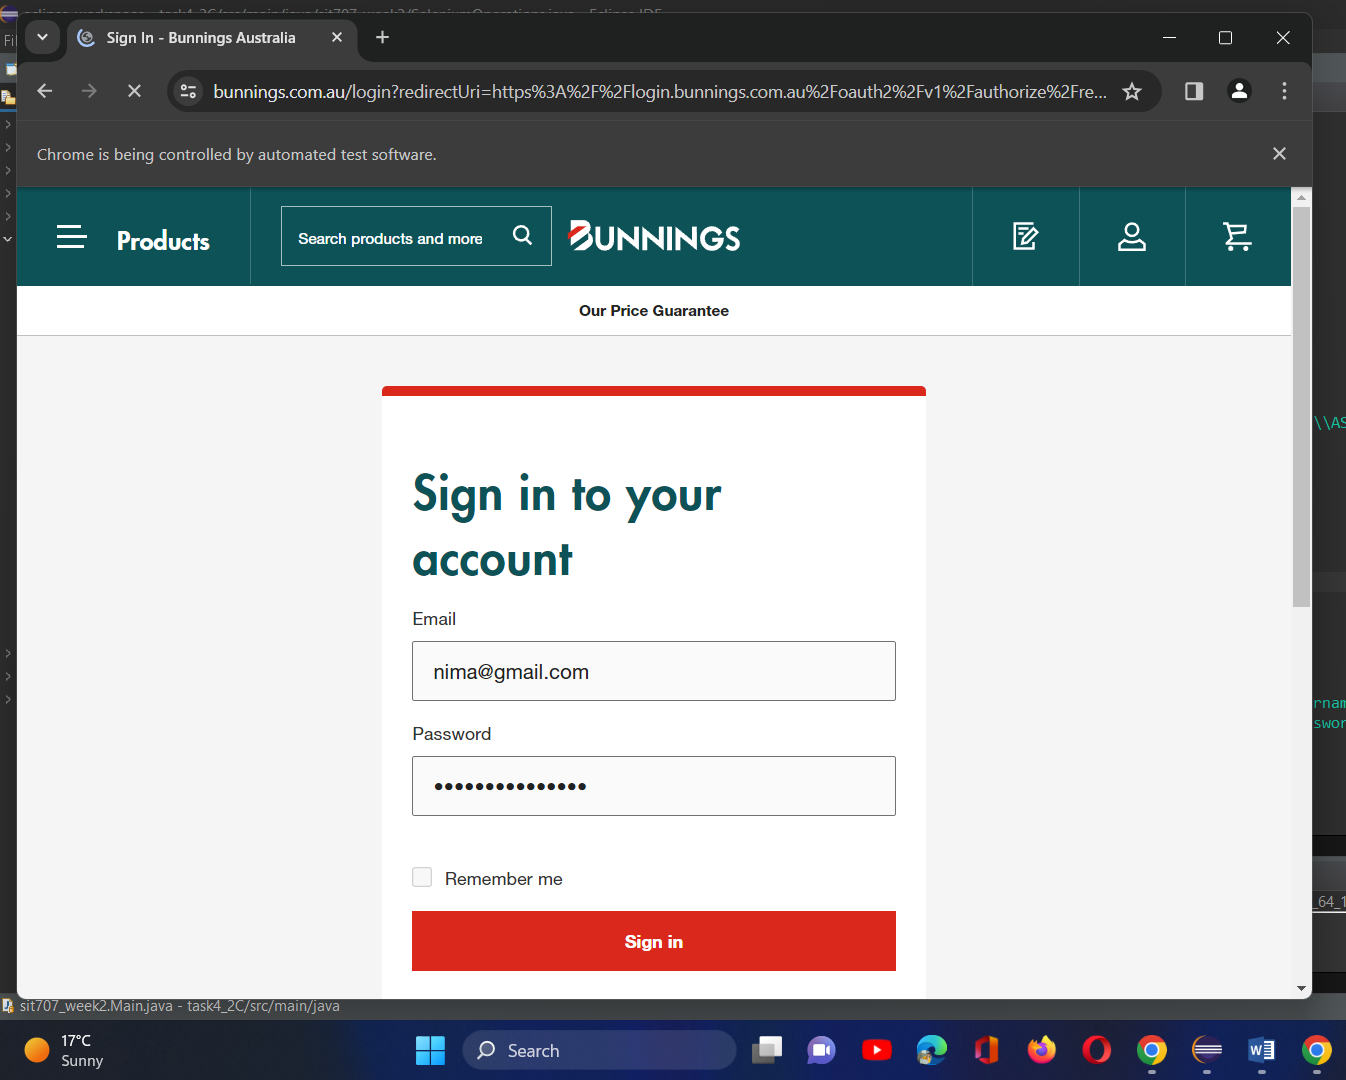 Sign In - Bunnings Australia
bunnings.com.au/login?redirectUri=https%3A%2F%2Flogin.bunnings.com.au%2Foauth2%2Fv1%2Fauthorize%2Fre...
Chrome is being controlled by automated test software.
Products
Search products and more
BUNNINGS
Our Price Guarantee
Sign in to your
account
Email
nima@gmail.com
Password
•••••••••••••••
Remember me
Sign in
\\AS
rnam
swor
_64_1
sit707_week2.Main.java - task4_2C/src/main/java
17°C
Sunny
Search